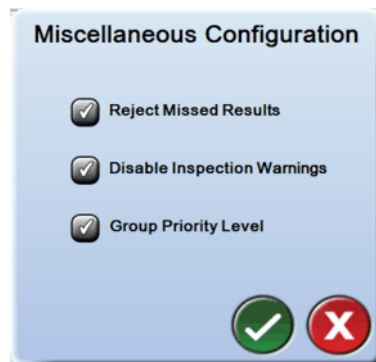 Miscellaneous Configuration
Reject Missed Results
Disable Inspection Warnings
Group Priority Level